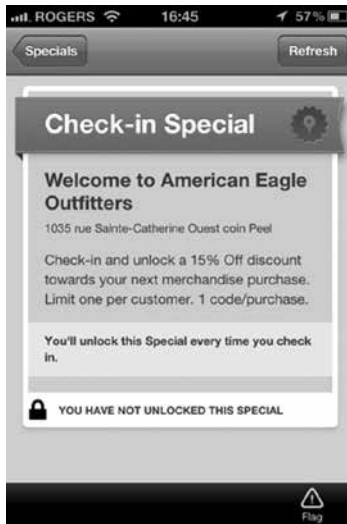 ROGERS 16:45 57%
Specials Refresh
Check-in Special
Welcome to American Eagle
Outfitters
1035 rue Sainte-Catherine Ouest coin Peel
Check-in and unlock a 15% Off discount
towards your next merchandise purchase.
Limit one per customer. 1 code/purchase.
You'll unlock this Special every time you check
in.
YOU HAVE NOT UNLOCKED THIS SPECIAL
Flag